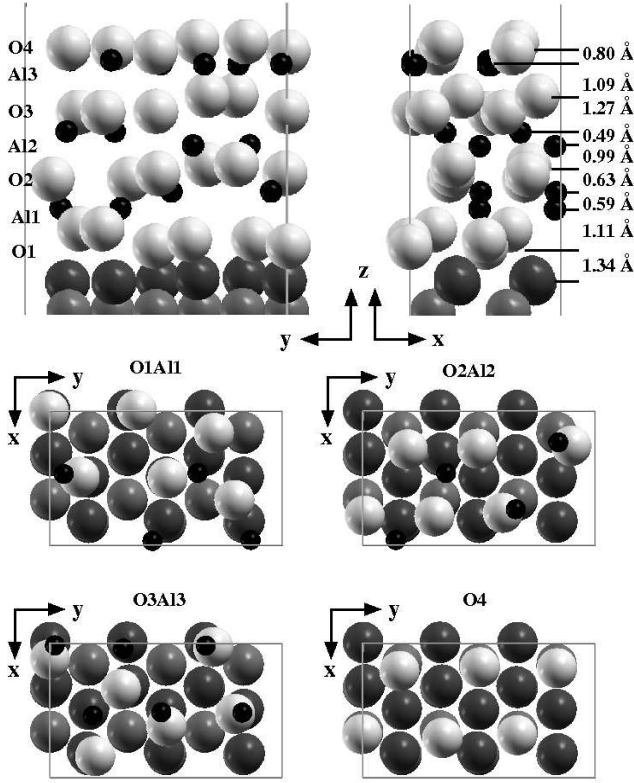 O4
Al3
O3
Al2
O2
Al1
O1
0.80 Å
1.09 Å
1.27 Å
0.49 Å
0.99 Å
0.63 Å
0.59 Å
1.11 Å
1.34 Å
z
y
x
y O1Al1
x
y O2Al2
x
y O3Al3
x
y O4
x